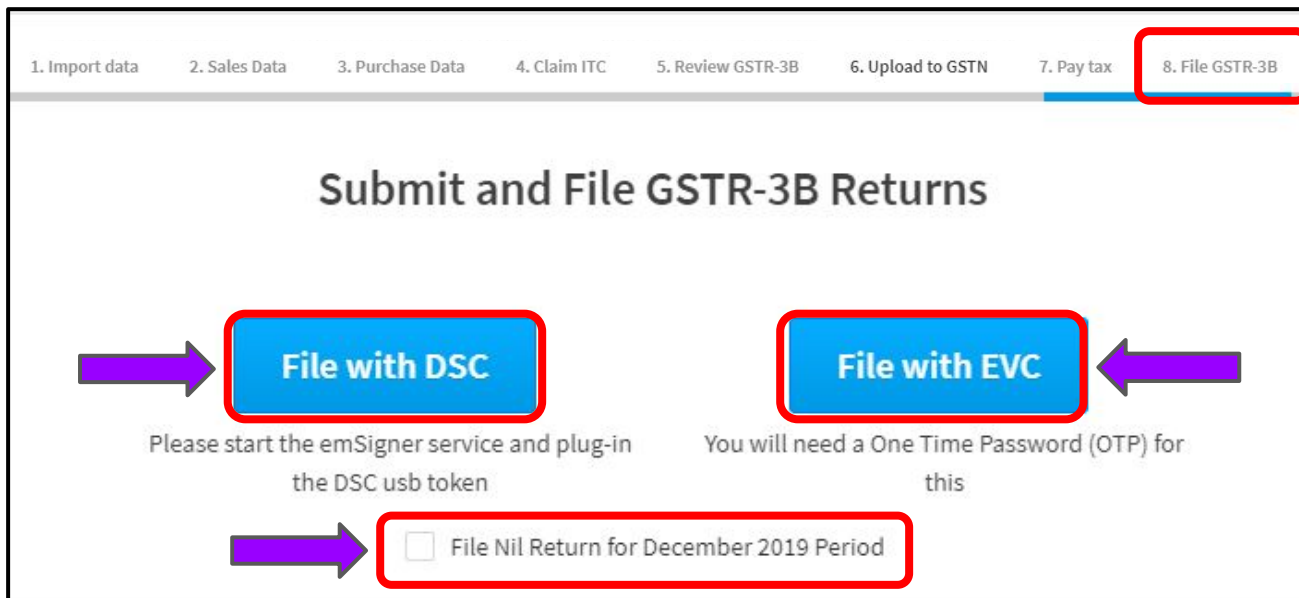 1. Import data 2. Sales Data 3. Purchase Data 4. Claim ITC 5. Review GSTR-3B 6. Upload to GSTN 7. Pay tax 8. File GSTR-3B
Submit and File GSTR-3B Returns
File with DSC File with EVC
Please start the emSigner service and plug-in
the DSC usb token
You will need a One Time Password (OTP) for
this
File Nil Return for December 2019 Period